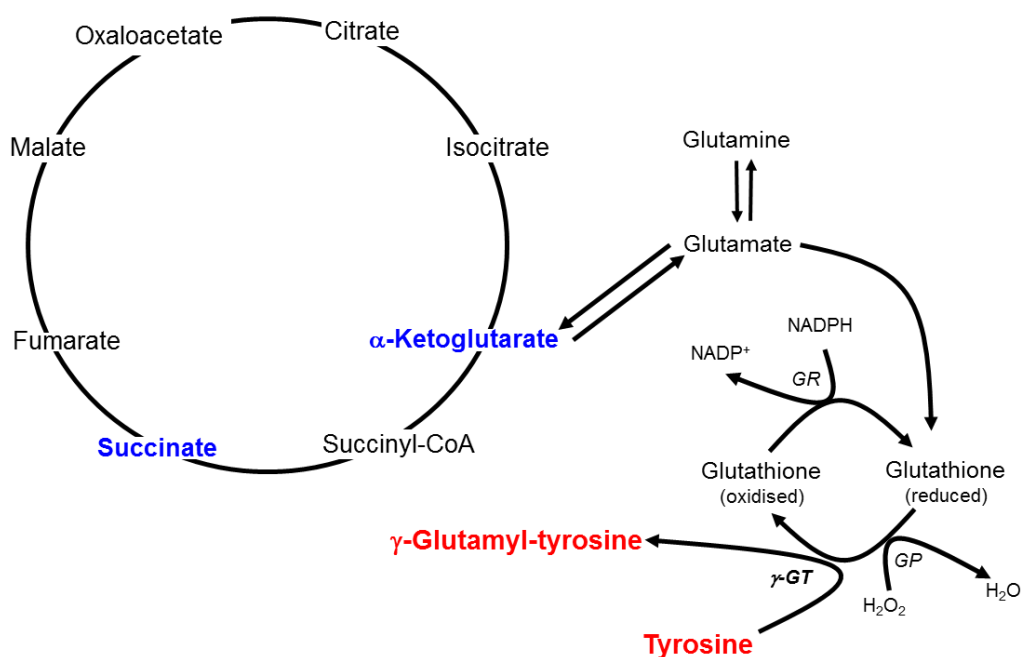 Citrate
Oxaloacetate
Malate
Isocitrate
Glutamine
Glutamate
Fumarate
α-Ketoglutarate
NADPH
NADP⁺
GR
Succinate
Succinyl-CoA
Glutathione
(oxidised)
Glutathione
(reduced)
γ-Glutamyl-tyrosine
γ-GT
GP
H₂O₂
H₂O
Tyrosine